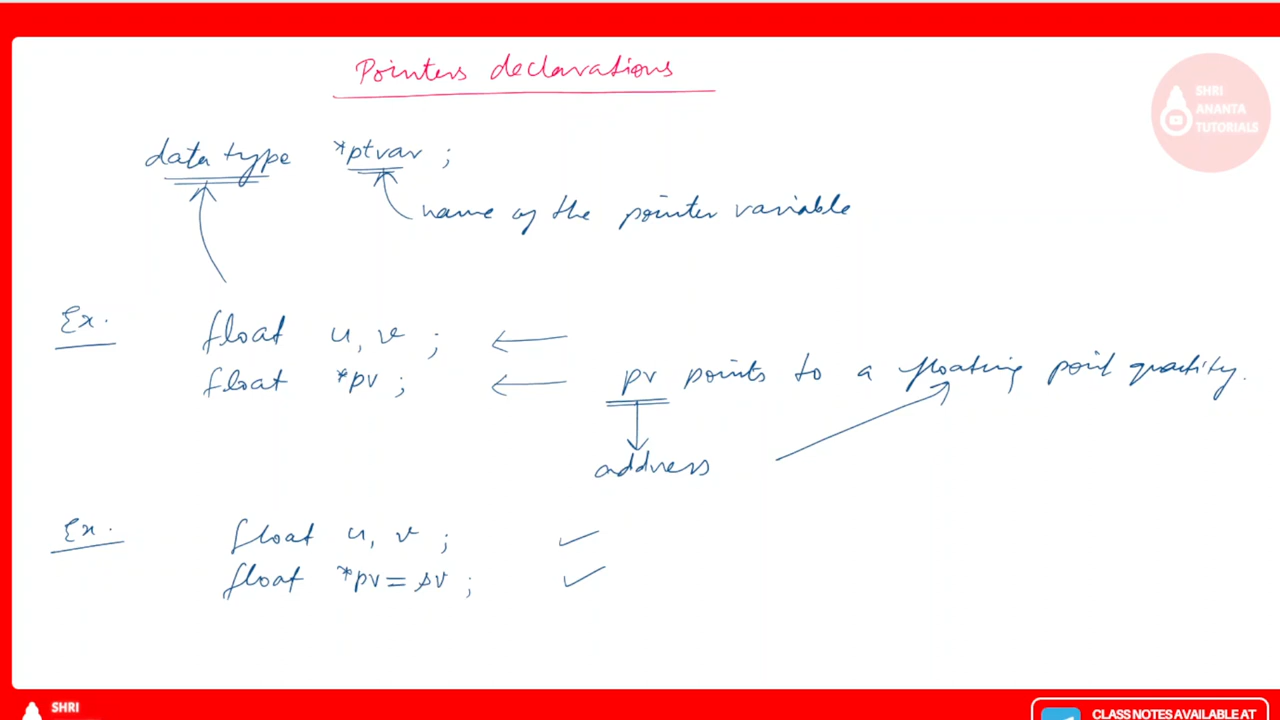 Pointers declarations
SHRI
ANANTA
TUTORIALS
data type *ptvar ;
name of the pointer variable
Ex. float u, v ;
float *pv ; pv points to a floating point quantity.
address
Ex. float u, v ;
float *pv = &v ;
SHRI
CLASS NOTES AVAILABLE AT